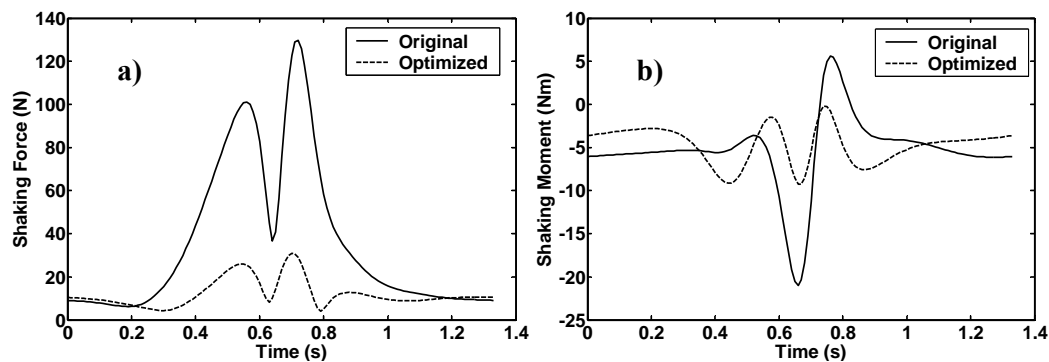 140
120
100
80
60
40
20
0
Shaking Force (N)
a)
Original
Optimized
0 0.2 0.4 0.6 0.8 1 1.2 1.4
Time (s)
10
5
0
-5
-10
-15
-20
-25
Shaking Moment (Nm)
b)
Original
Optimized
0 0.2 0.4 0.6 0.8 1 1.2 1.4
Time (s)